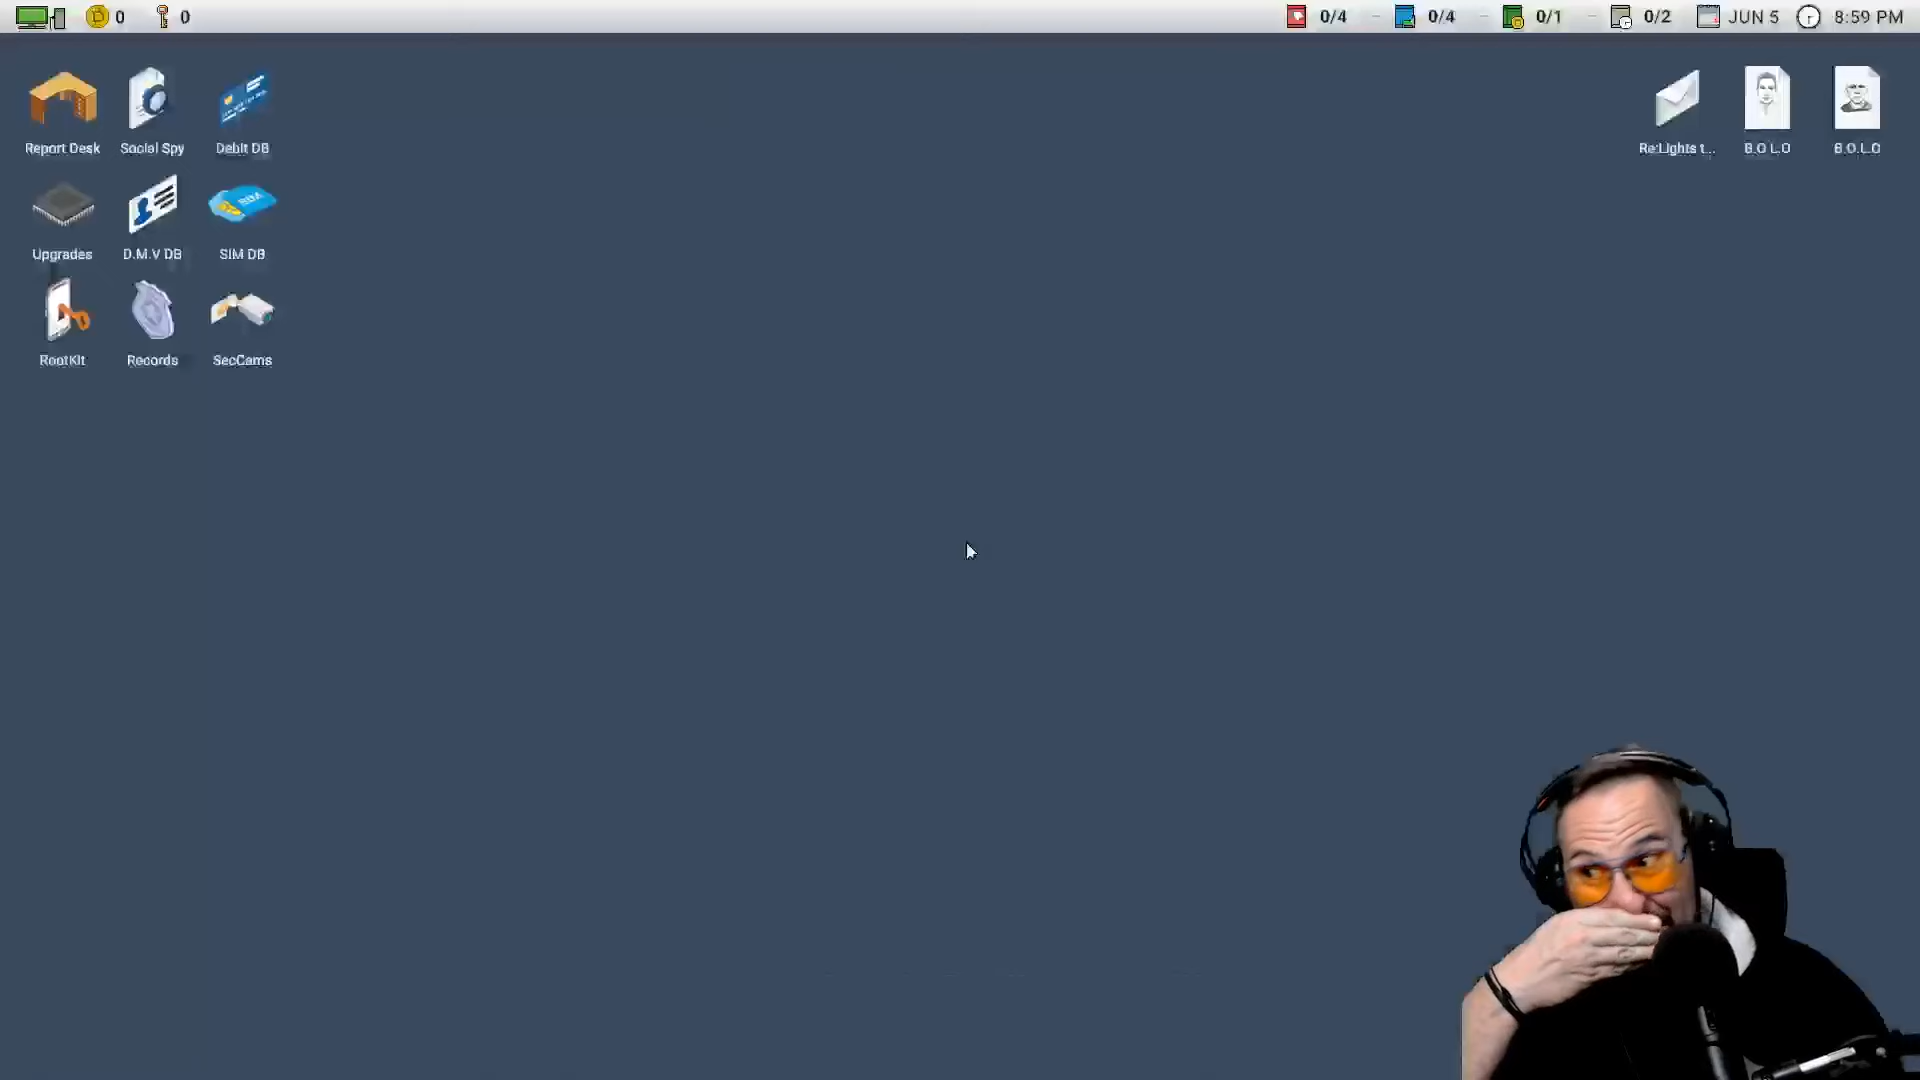 0 0 0/4 0/4 0/1 0/2 JUN 5 8:59 PM
Report Desk Social Spy Debit DB Re:Lights t... B.O.L.O B.O.L.O
Upgrades D.M.V DB SIM DB
RootKit Records SecCams